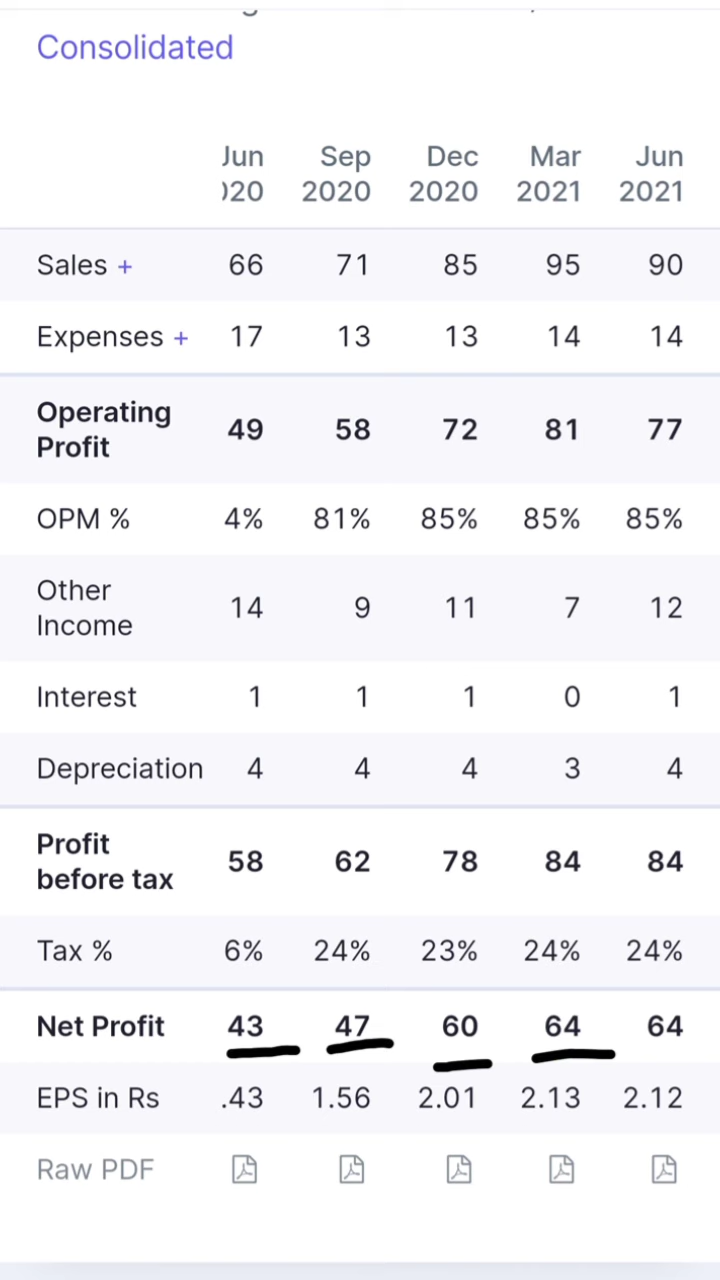 Consolidated
Jun Sep Dec Mar Jun
020 2020 2020 2021 2021
Sales + 66 71 85 95 90
Expenses + 17 13 13 14 14
Operating
Profit 49 58 72 81 77
OPM % 4% 81% 85% 85% 85%
Other
Income 14 9 11 7 12
Interest 1 1 1 0 1
Depreciation 4 4 4 3 4
Profit
before tax 58 62 78 84 84
Tax % 6% 24% 23% 24% 24%
Net Profit 43 47 60 64 64
EPS in Rs .43 1.56 2.01 2.13 2.12
Raw PDF